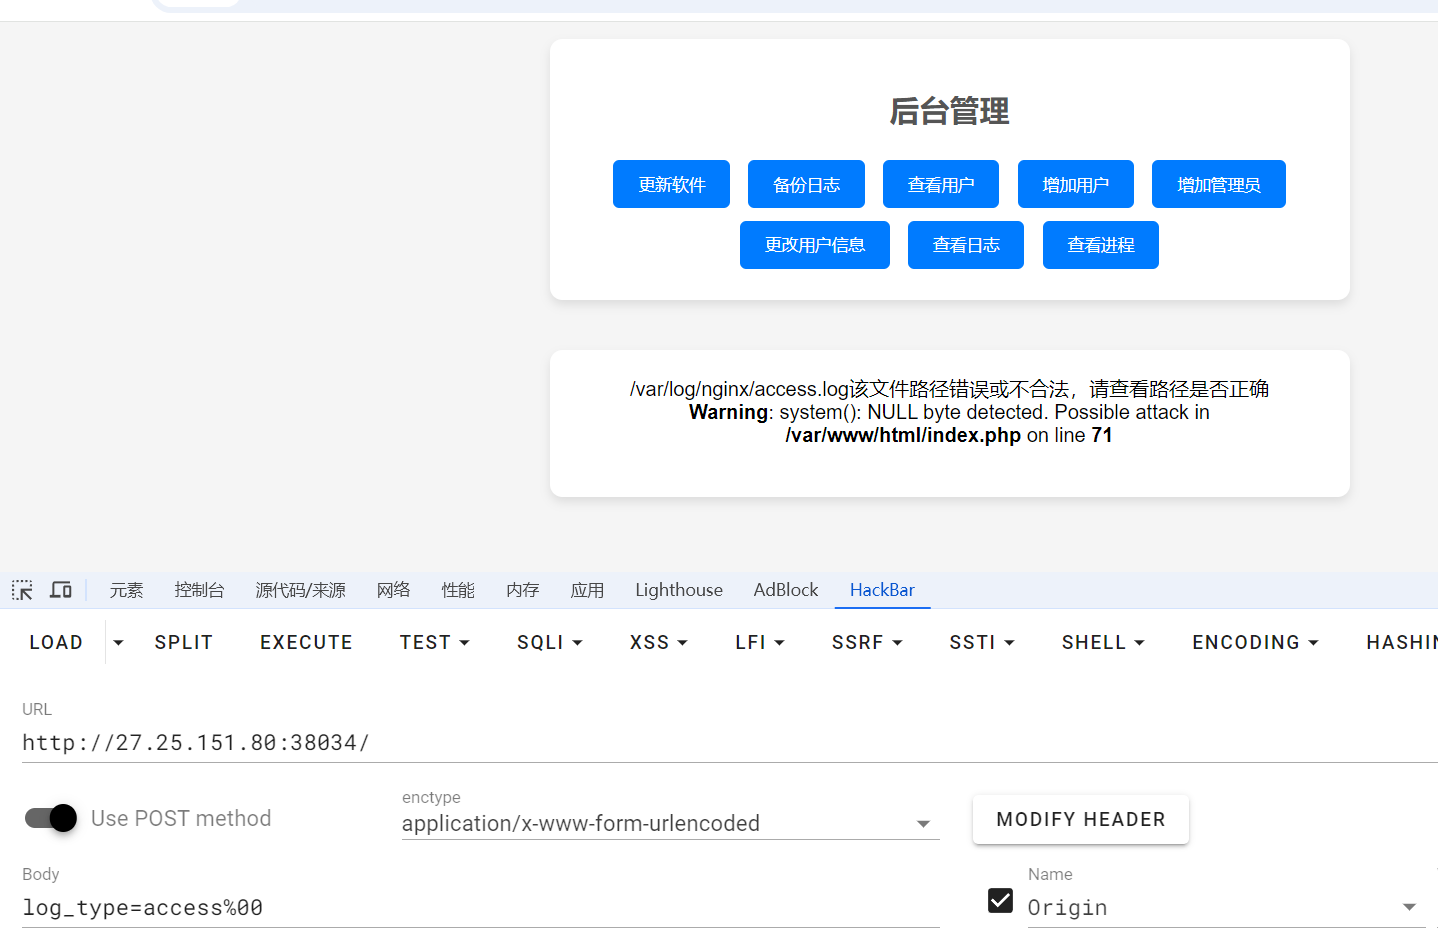 后台管理
更新软件 备份日志 查看用户 增加用户 增加管理员
更改用户信息 查看日志 查看进程
/var/log/nginx/access.log该文件路径错误或不合法，请查看路径是否正确
Warning: system(): NULL byte detected. Possible attack in
/var/www/html/index.php on line 71
元素 控制台 源代码/来源 网络 性能 内存 应用 Lighthouse AdBlock HackBar
LOAD SPLIT EXECUTE TEST SQLI XSS LFI SSRF SSTI SHELL ENCODING HASHIN
URL
http://27.25.151.80:38034/
Use POST method
enctype
application/x-www-form-urlencoded
MODIFY HEADER
Body
log_type=access%00
Name
Origin